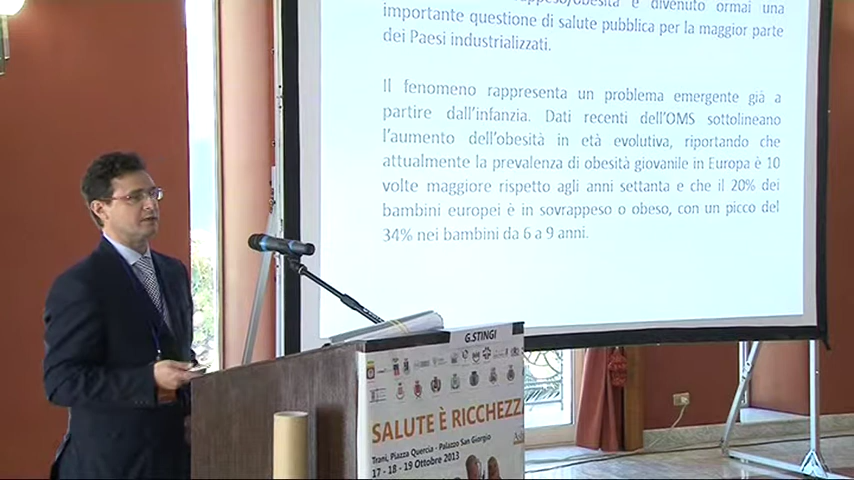 è divenuto ormai una
importante questione di salute pubblica per la maggior parte
dei Paesi industrializzati.
Il fenomeno rappresenta un problema emergente già a
partire dall'infanzia. Dati recenti dell'OMS sottolineano
l'aumento dell'obesità in età evolutiva, riportando che
attualmente la prevalenza di obesità giovanile in Europa è 10
volte maggiore rispetto agli anni settanta e che il 20% dei
bambini europei è in sovrappeso o obeso, con un picco del
34% nei bambini da 6 a 9 anni.
G.STINGI
SALUTE È RICCHEZZ
Trani, Piazza Quercia - Palazzo San Giorgio
17 - 18 - 19 Ottobre 2013